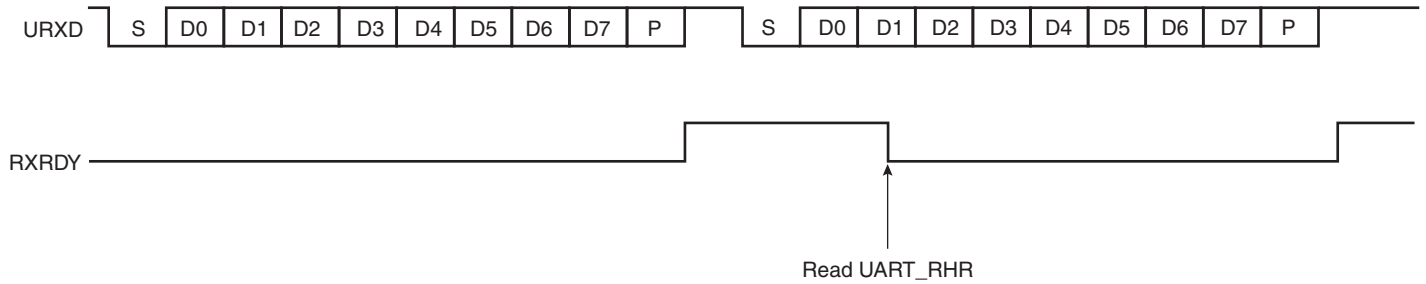 URXD S D0 D1 D2 D3 D4 D5 D6 D7 P S D0 D1 D2 D3 D4 D5 D6 D7 P
RXRDY
Read UART_RHR